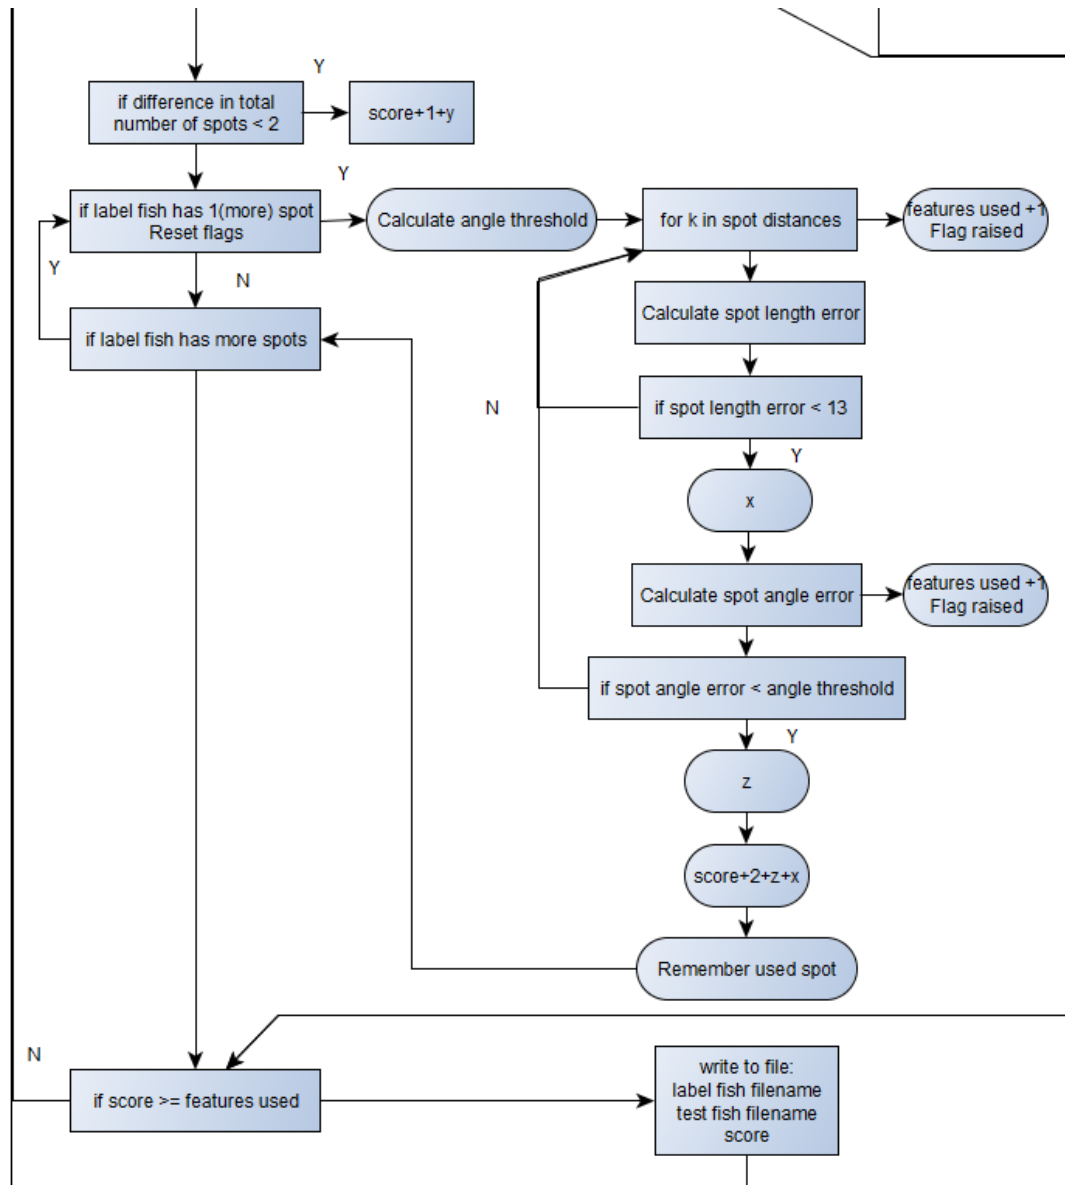 Y
if difference in total
number of spots < 2
score+1+y
Y
if label fish has 1(more) spot
Reset flags
Calculate angle threshold
for k in spot distances
features used +1
Flag raised
Y
N
Calculate spot length error
if label fish has more spots
N
if spot length error < 13
Y
x
Calculate spot angle error
features used +1
Flag raised
if spot angle error < angle threshold
Y
z
score+2+z+x
Remember used spot
N
if score >= features used
write to file:
label fish filename
test fish filename
score